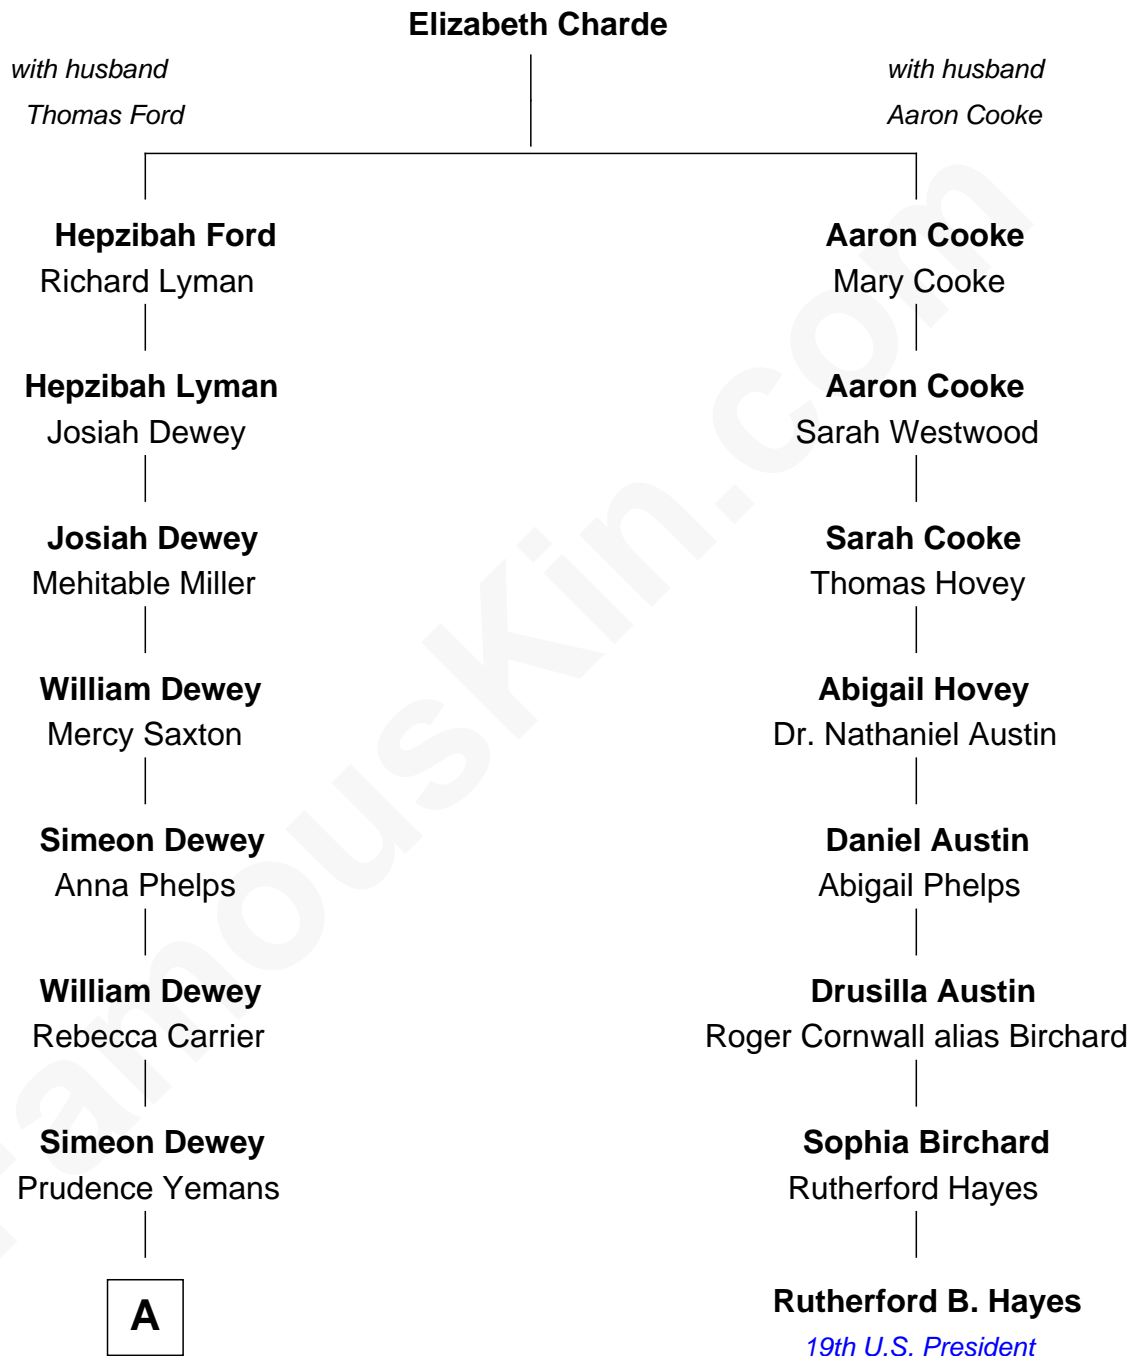 Elizabeth Charde
with husband
Thomas Ford
with husband
Aaron Cooke
Hepzibah Ford
Richard Lyman
Hepzibah Lyman
Josiah Dewey
Josiah Dewey
Mehitable Miller
William Dewey
Mercy Saxton
Simeon Dewey
Anna Phelps
William Dewey
Rebecca Carrier
Simeon Dewey
Prudence Yemans
A
Aaron Cooke
Mary Cooke
Aaron Cooke
Sarah Westwood
Sarah Cooke
Thomas Hovey
Abigail Hovey
Dr. Nathaniel Austin
Daniel Austin
Abigail Phelps
Drusilla Austin
Roger Cornwall alias Birchard
Sophia Birchard
Rutherford Hayes
Rutherford B. Hayes
19th U.S. President
FamousKin.com